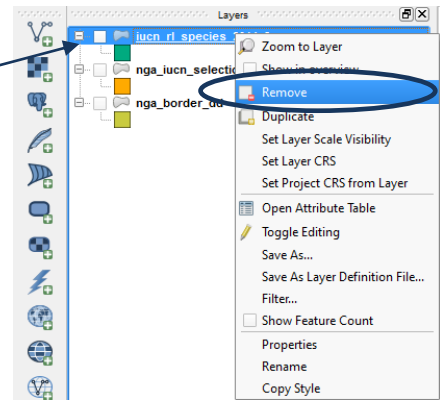 Layers
iucn_rl_species
nga_iucn_selectio
nga_border_dd
Zoom to Layer
Show in overview
Remove
Duplicate
Set Layer Scale Visibility
Set Layer CRS
Set Project CRS from Layer
Open Attribute Table
Toggle Editing
Save As...
Save As Layer Definition File...
Filter...
Show Feature Count
Properties
Rename
Copy Style